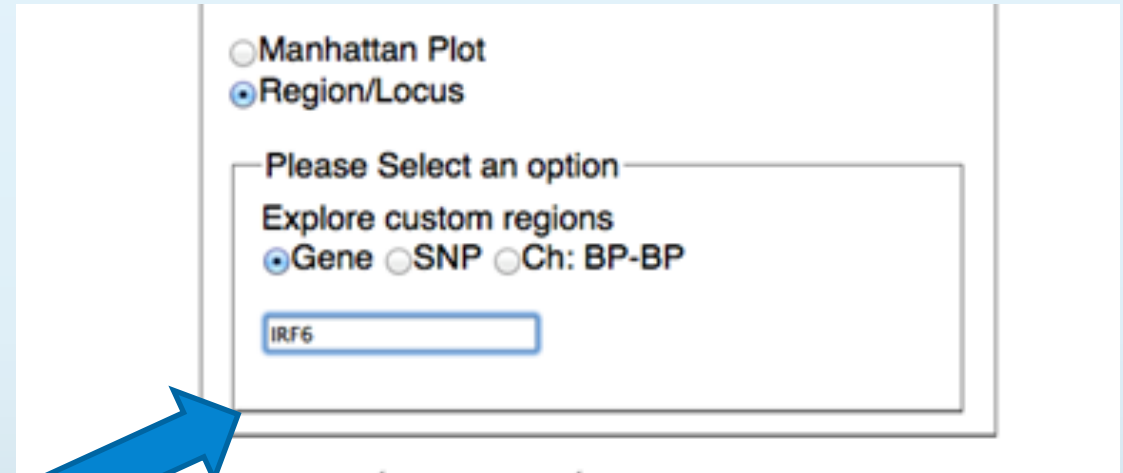 Manhattan Plot
Region/Locus
Please Select an option
Explore custom regions
Gene SNP Ch: BP-BP
IRF6